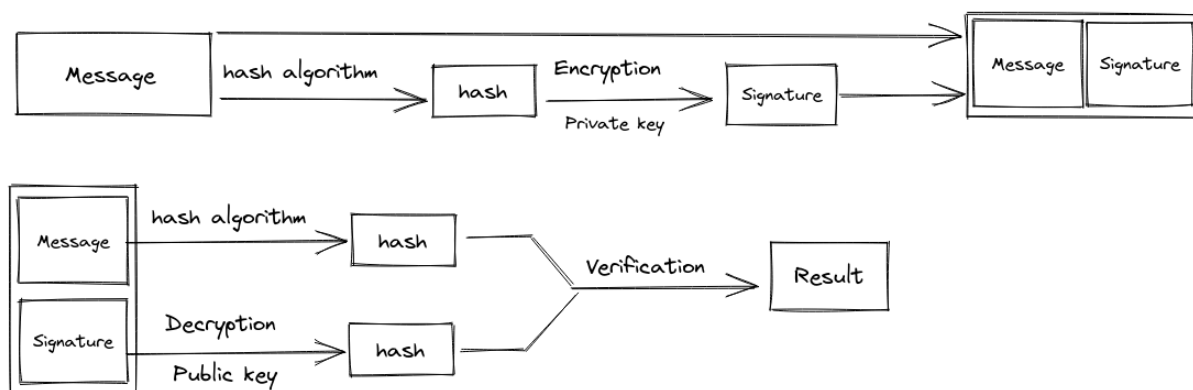 Message
hash algorithm
hash
Encryption
Private key
Signature
Message
Signature
Message
hash algorithm
hash
Signature
Decryption
Public key
hash
Verification
Result